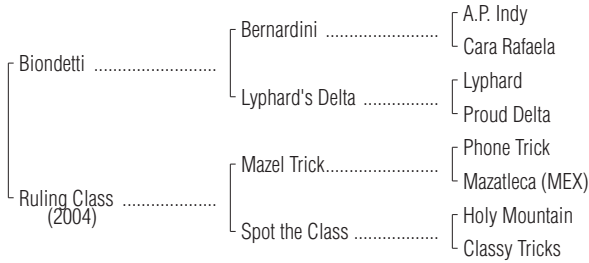 A.P. Indy
Bernardini ........................
Cara Rafaela
Biondetti ..........................
Lyphard
Lyphard's Delta ................
Proud Delta
Phone Trick
Mazel Trick........................
Mazatleca (MEX)
Ruling Class ....................
(2004)
Holy Mountain
Spot the Class ..................
Classy Tricks